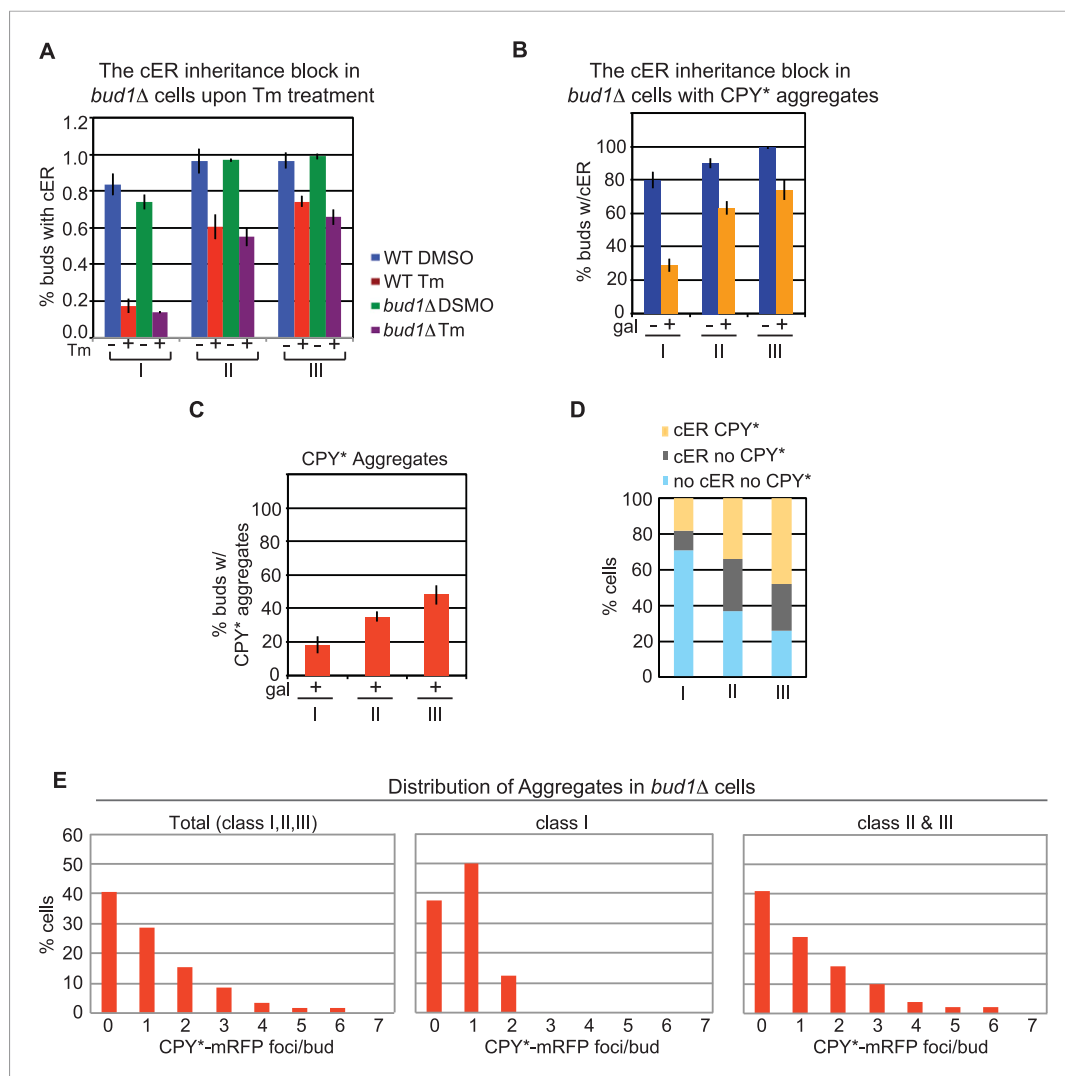 A
The cER inheritance block in
bud1Δ cells upon Tm treatment
% buds with cER
1.2
1.0
0.8
0.6
0.4
0.2
0.0
Tm - + - + - + - + - + - +
I II III
WT DMSO
WT Tm
bud1Δ DSMO
bud1Δ Tm
B
The cER inheritance block in
bud1Δ cells with CPY* aggregates
% buds w/cER
100
80
60
40
20
0
gal - + - + - +
I II III
C
CPY* Aggregates
% buds w/
CPY* aggregates
100
80
60
40
20
0
gal + + +
I II III
D
cER CPY*
cER no CPY*
no cER no CPY*
% cells
100
80
60
40
20
0
I II III
E
Distribution of Aggregates in bud1Δ cells
Total (class I,II,III)
class I
class II & III
% cells
60
50
40
30
20
10
0
0 1 2 3 4 5 6 7
CPY*-mRFP foci/bud
0 1 2 3 4 5 6 7
CPY*-mRFP foci/bud
0 1 2 3 4 5 6 7
CPY*-mRFP foci/bud